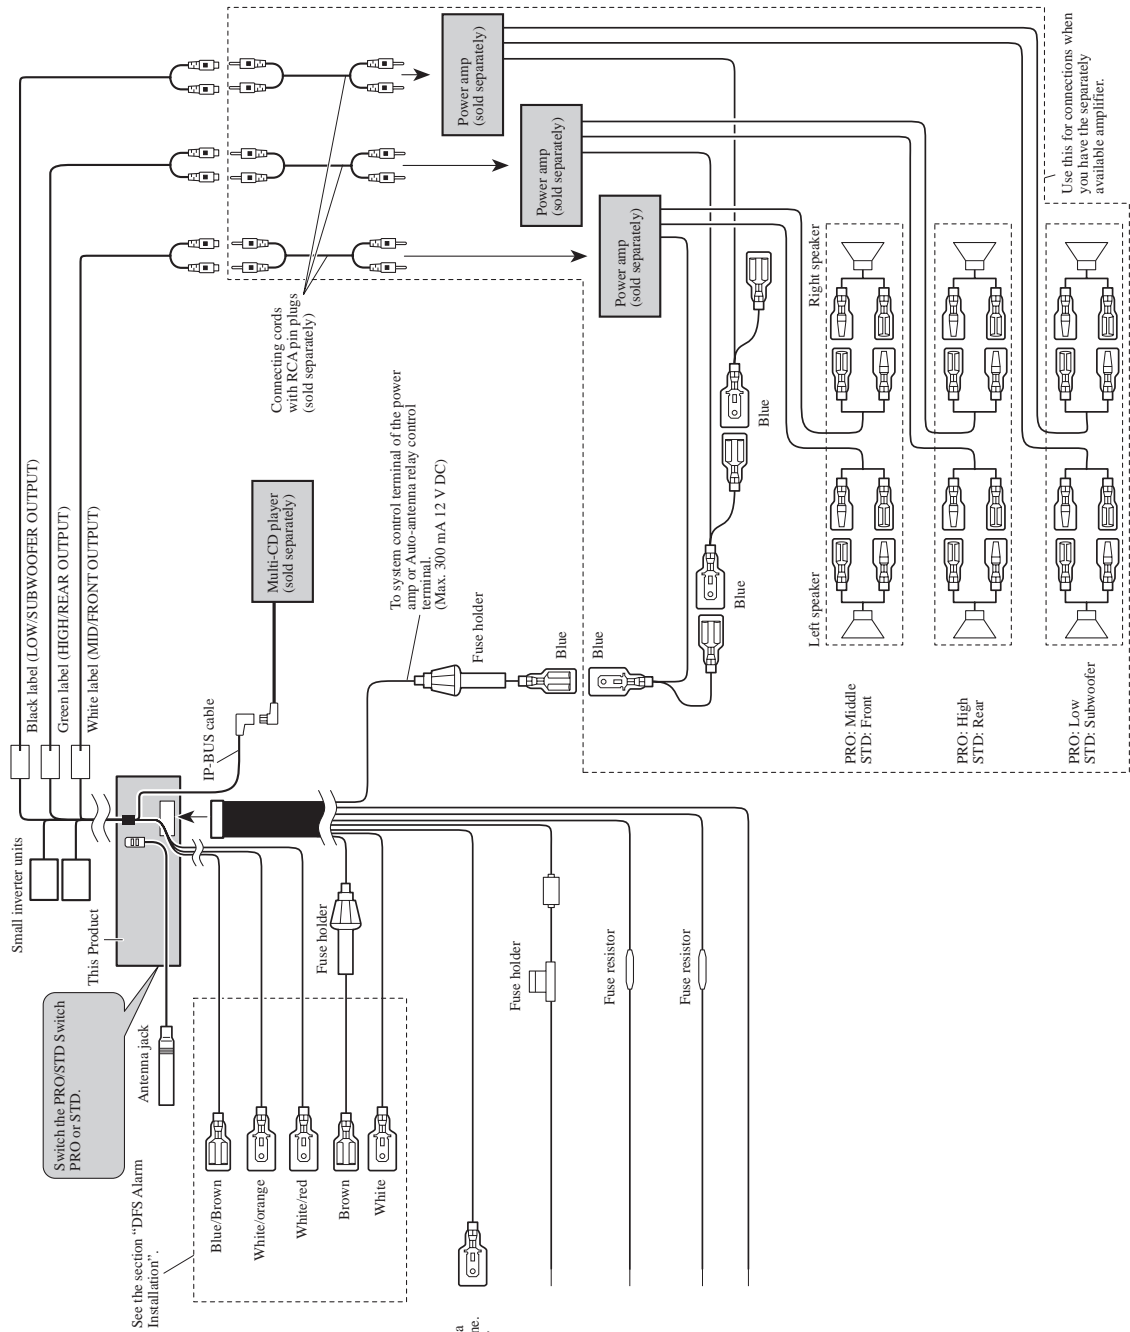 Black label (LOW/SUBWOOFER OUTPUT)
Green label (HIGH/REAR OUTPUT)
White label (MID/FRONT OUTPUT)
Small inverter units
This Product
Switch the PRO/STD Switch
PRO or STD.
Antenna jack
See the section “DFS Alarm
Installation”.
Blue/Brown
White/orange
White/red
Brown
White
Fuse holder
IP-BUS cable
Multi-CD player
(sold separately)
Connecting cords
with RCA pin plugs
(sold separately)
To system control terminal of the power
amp or Auto-antenna relay control
terminal.
(Max. 300 mA 12 V DC)
Fuse holder
Blue
Blue
Blue
Blue
Power amp
(sold separately)
Power amp
(sold separately)
Power amp
(sold separately)
Use this for connections when
you have the separately
available amplifier.
Left speaker
Right speaker
PRO: Middle
STD: Front
PRO: High
STD: Rear
PRO: Low
STD: Subwoofer
Fuse holder
Fuse resistor
Fuse resistor